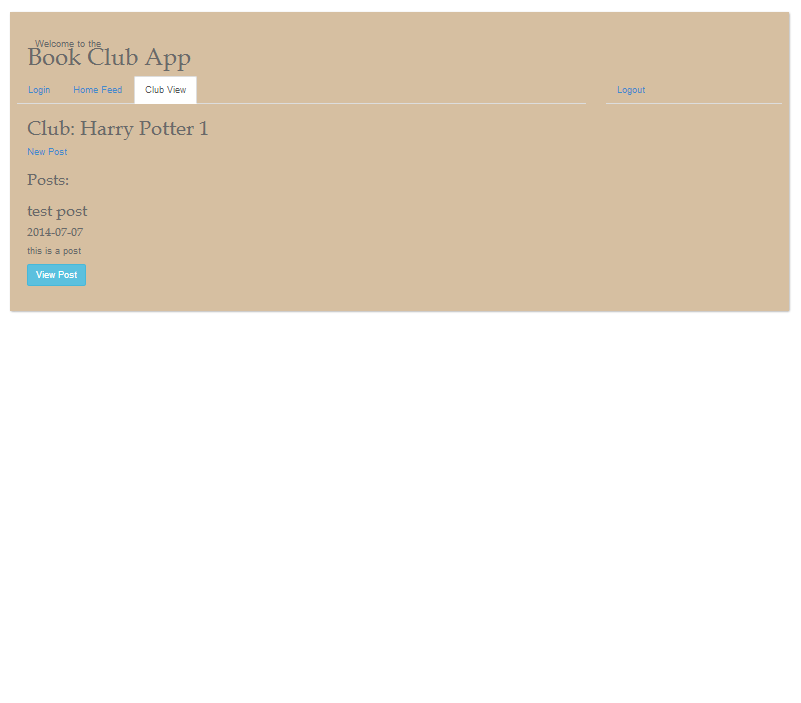 Welcome to the
Book Club App
Login Home Feed Club View Logout
Club: Harry Potter 1
New Post
Posts:
test post
2014-07-07
this is a post
View Post